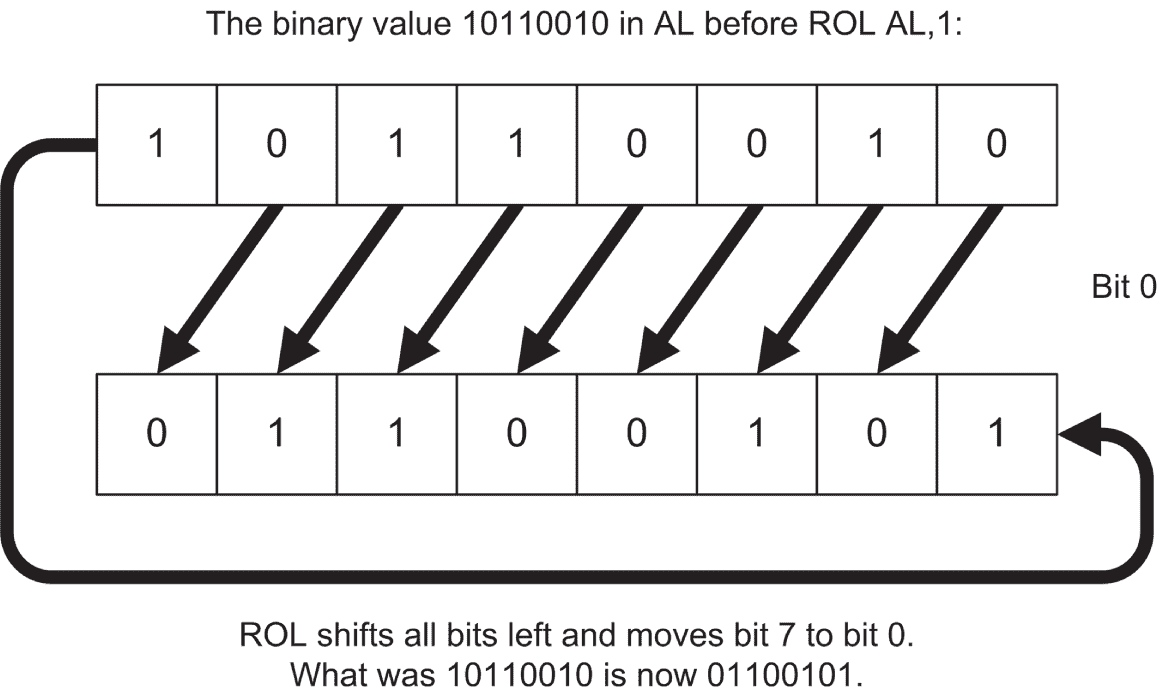 The binary value 10110010 in AL before ROL AL,1:
1 0 1 1 0 0 1 0
Bit 0
0 1 1 0 0 1 0 1
ROL shifts all bits left and moves bit 7 to bit 0.
What was 10110010 is now 01100101.